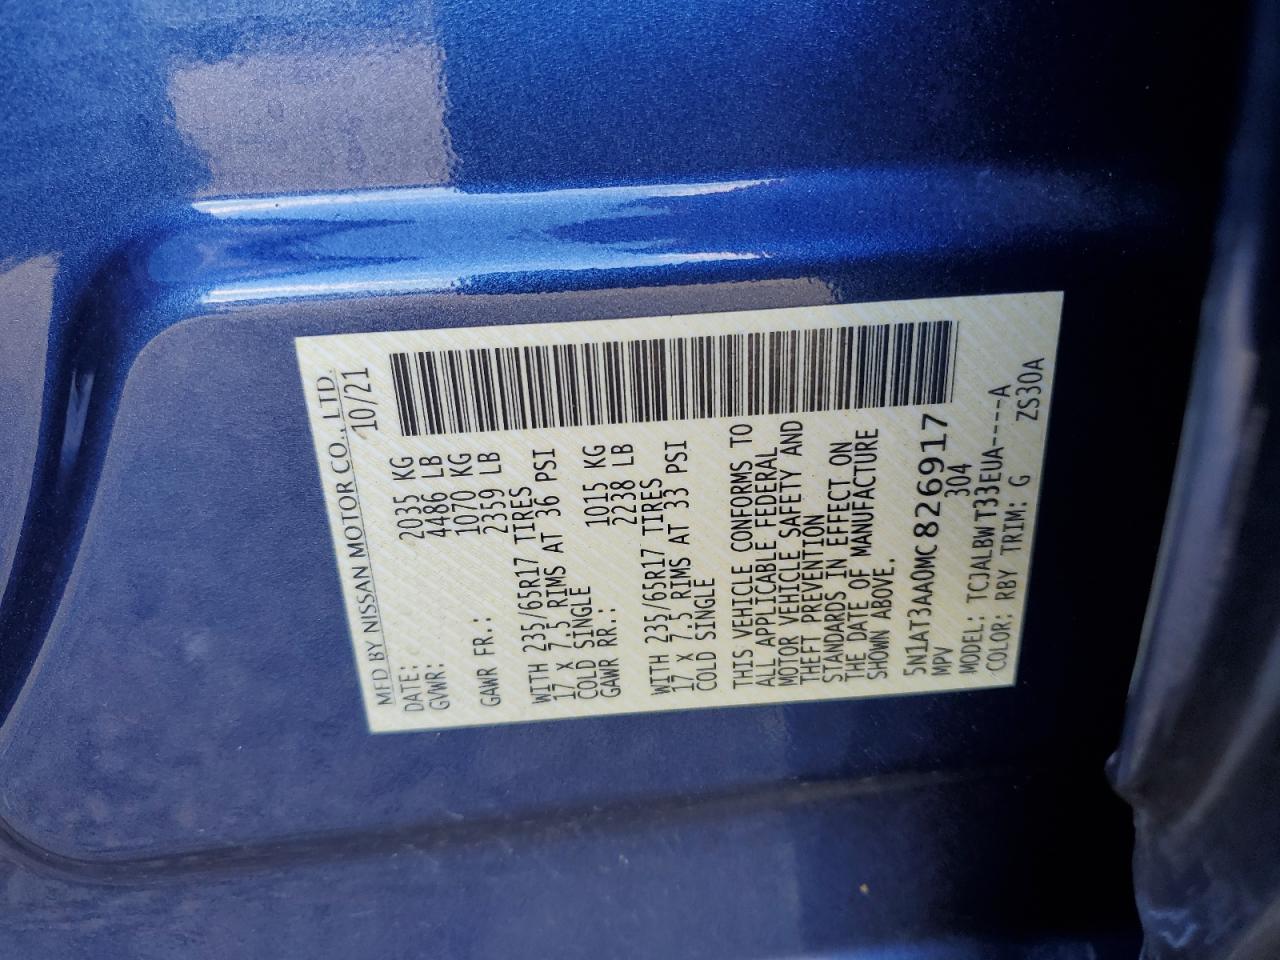 MFD BY NISSAN MOTOR CO., LTD.
DATE: 10/21
GVWR: 2035 KG
4486 LB
GAWR FR.: 1070 KG
2359 LB
WITH 235/65R17 TIRES
17 X 7.5 RIMS AT 36 PSI
COLD SINGLE
GAWR RR.: 1015 KG
2238 LB
WITH 235/65R17 TIRES
17 X 7.5 RIMS AT 33 PSI
COLD SINGLE
THIS VEHICLE CONFORMS TO
ALL APPLICABLE FEDERAL
MOTOR VEHICLE SAFETY AND
THEFT PREVENTION
STANDARDS IN EFFECT ON
THE DATE OF MANUFACTURE
SHOWN ABOVE.
5N1AT3AA0MC826917
MPV 304
MODEL: TCJALBW T33EUA-----A
COLOR: RBY TRIM: G ZS30A